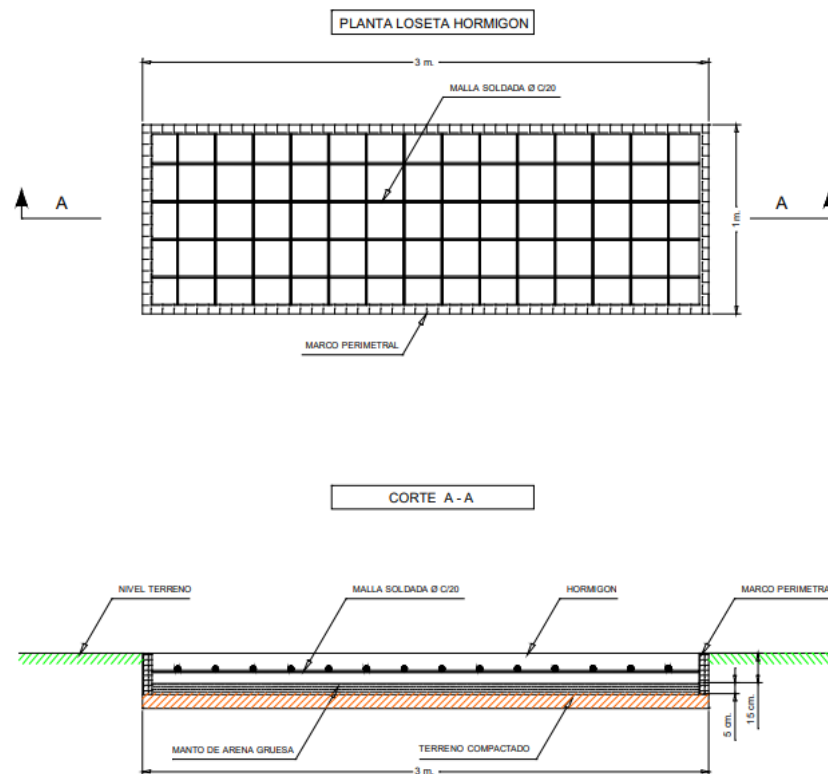 PLANTA LOSETA HORMIGON
3 m.
MALLA SOLDADA Ø C/20
A
A
1m.
MARCO PERIMETRAL
CORTE A - A
NIVEL TERRENO
MALLA SOLDADA Ø C/20
HORMIGON
MARCO PERIMETRA
5 cm.
15 cm.
MANTO DE ARENA GRUESA
TERRENO COMPACTADO
3 m.